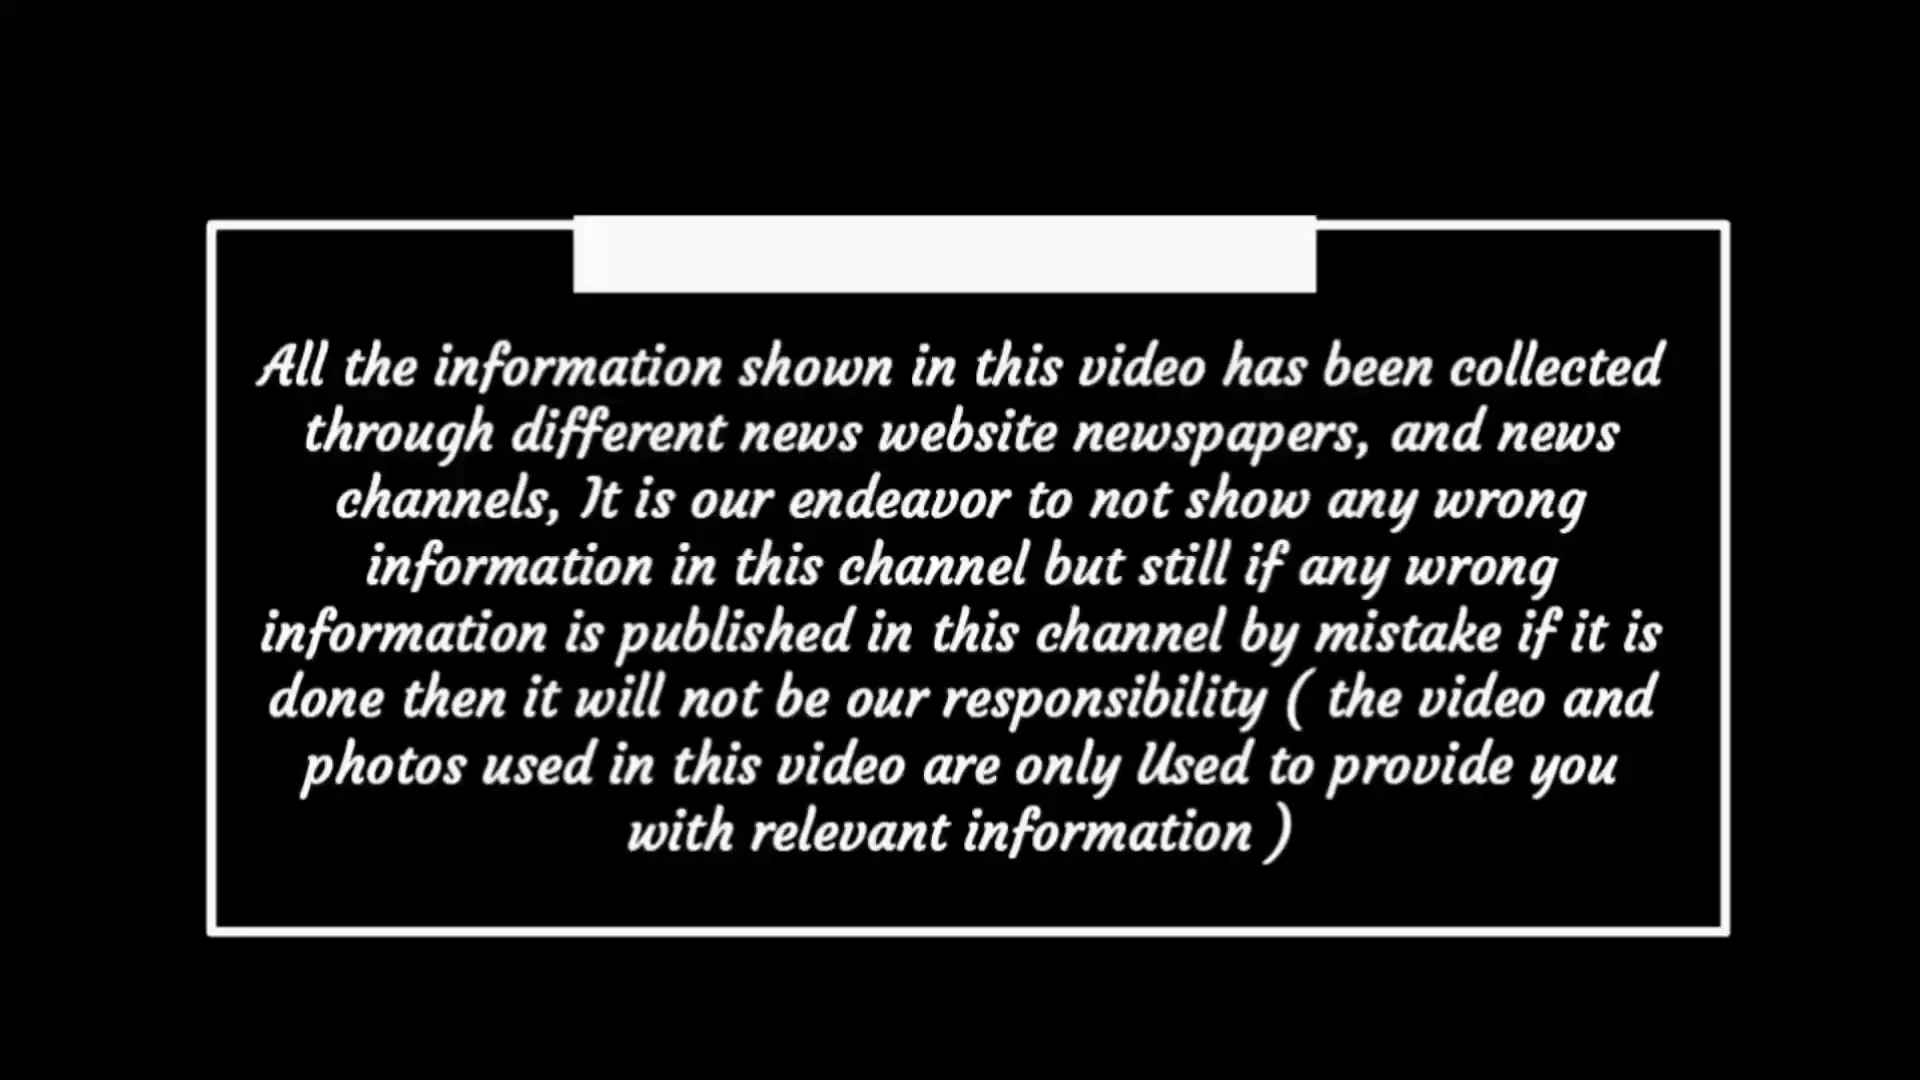 All the information shown in this video has been collected
through different news website newspapers, and news
channels, It is our endeavor to not show any wrong
information in this channel but still if any wrong
information is published in this channel by mistake if it is
done then it will not be our responsibility ( the video and
photos used in this video are only Used to provide you
with relevant information )